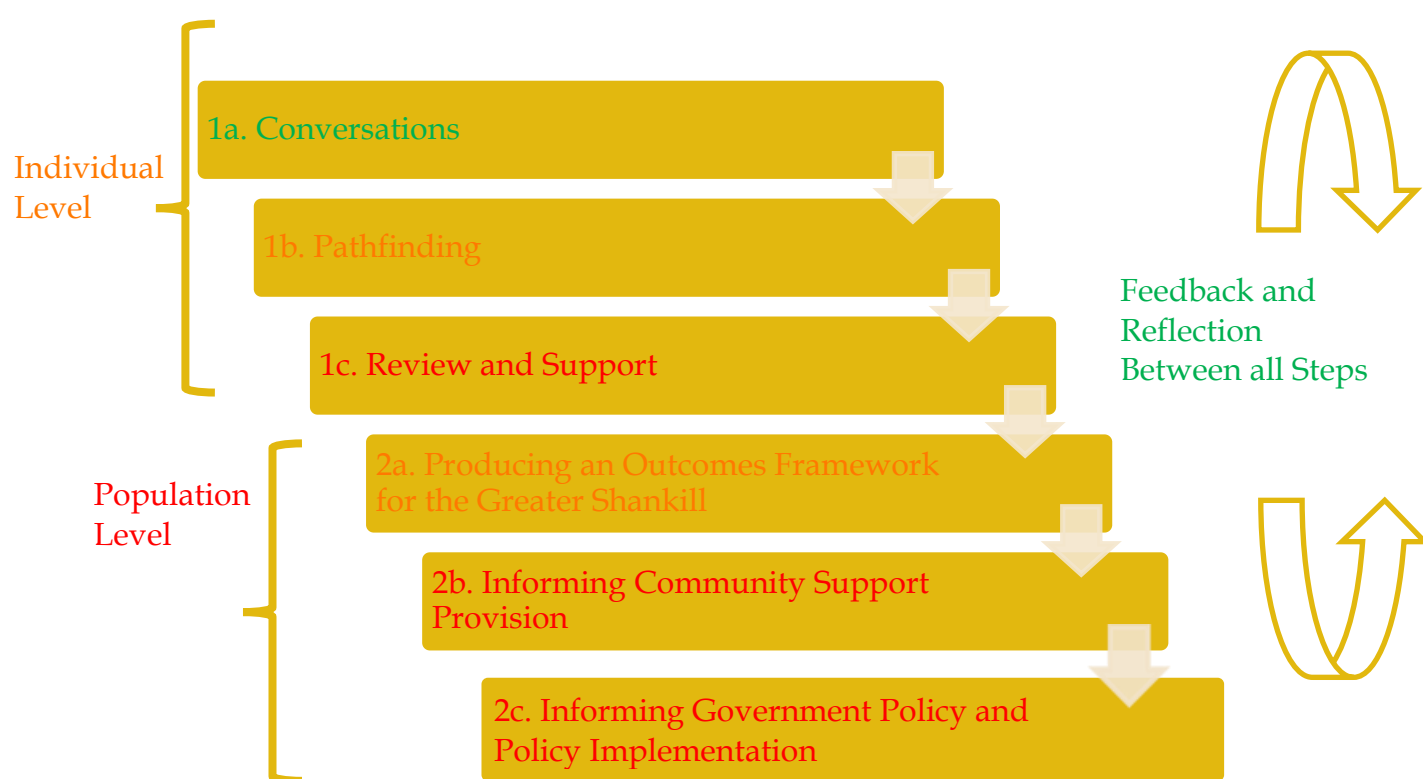 1a. Conversations
Individual
Level
1b. Pathfinding
Feedback and
Reflection
Between all Steps
1c. Review and Support
2a. Producing an Outcomes Framework
for the Greater Shankill
Population
Level
2b. Informing Community Support
Provision
2c. Informing Government Policy and
Policy Implementation